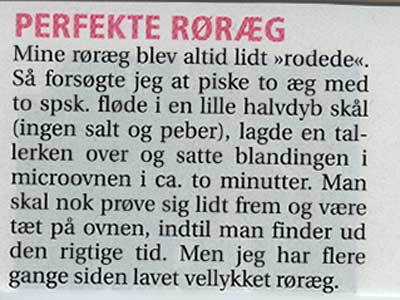 PERFEKTE RØRÆG
Mine røræg blev altid lidt »rodede«.
Så forsøgte jeg at piske to æg med
to spsk. fløde i en lille halvdyb skål
(ingen salt og peber), lagde en tal-
lerken over og satte blandingen i
microovnen i ca. to minutter. Man
skal nok prøve sig lidt frem og være
tæt på ovnen, indtil man finder ud
den rigtige tid. Men jeg har flere
gange siden lavet vellykket røræg.